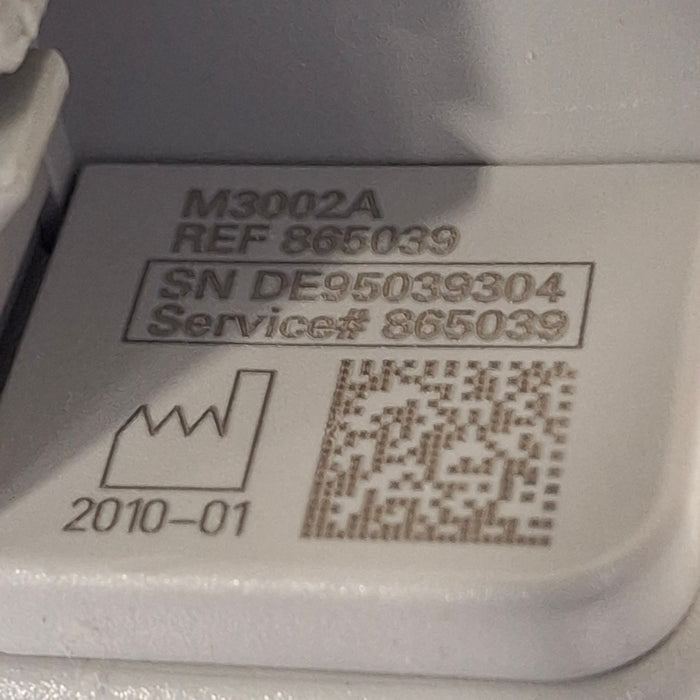 M3002A
REF 865039
SN DE95039304
Service# 865039
2010-01